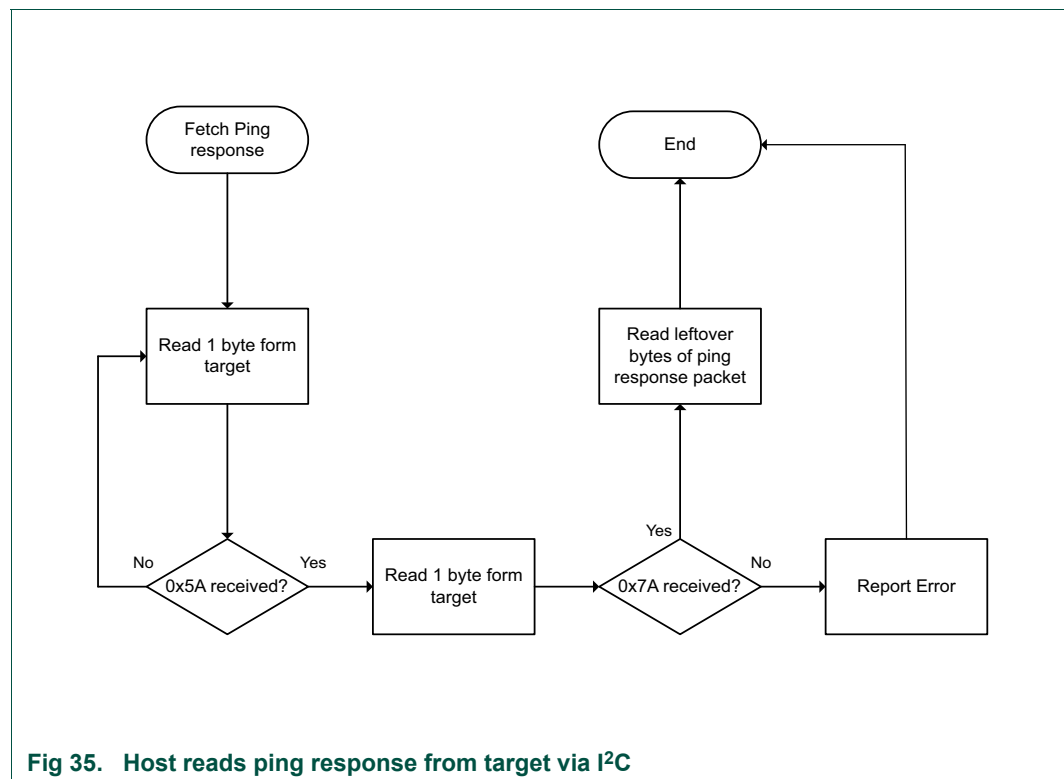 Fetch Ping
response
End
Read 1 byte form
target
Read leftover
bytes of ping
response packet
No
0x5A received?
Yes
Read 1 byte form
target
Yes
0x7A received?
No
Report Error
Fig 35. Host reads ping response from target via I²C